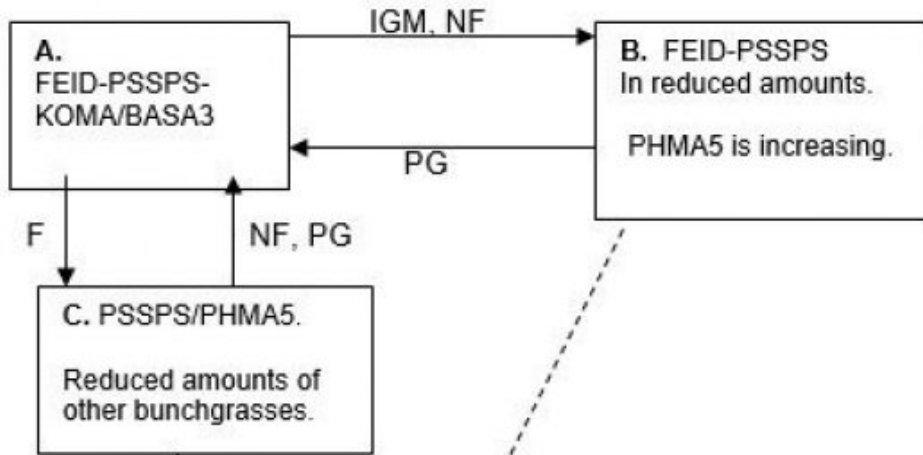 IGM, NF
A.
FEID-PSSPS-
KOMA/BASA3
B. FEID-PSSPS
In reduced amounts.
PHMA5 is increasing.
PG
F
NF, PG
C. PSSPS/PHMA5.
Reduced amounts of
other bunchgrasses.